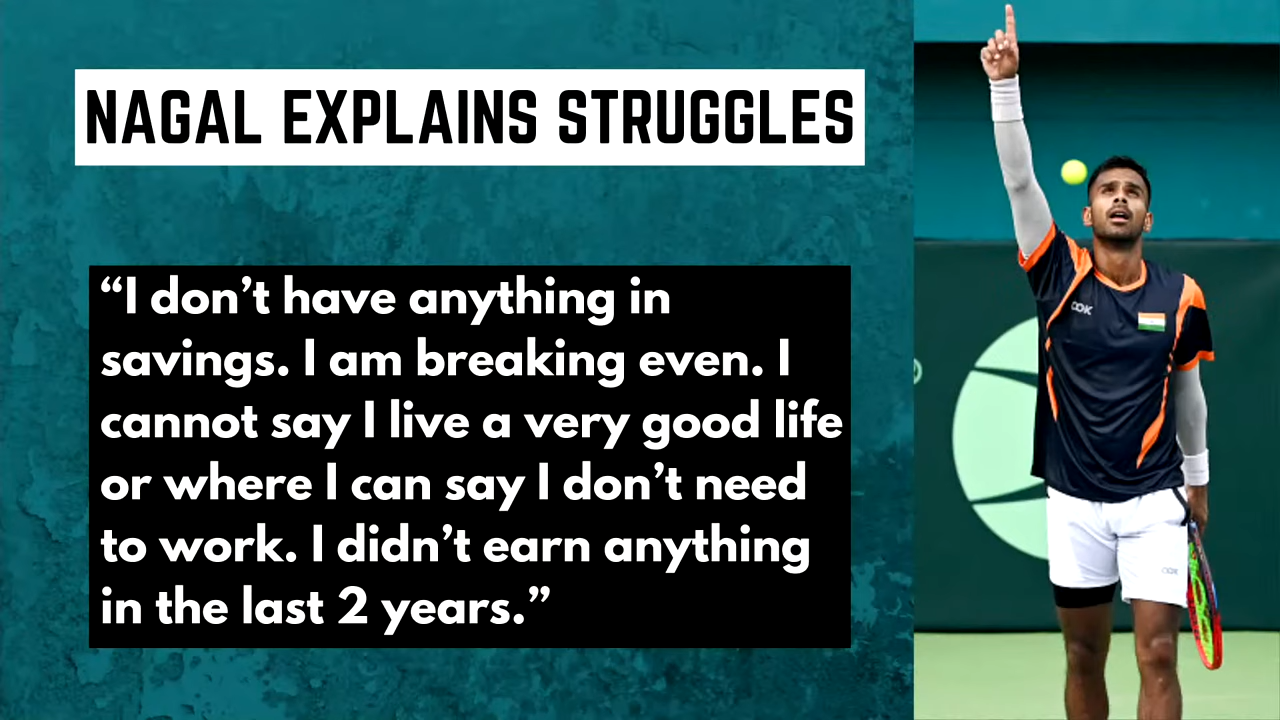 NAGAL EXPLAINS STRUGGLES
“I don’t have anything in
savings. I am breaking even. I
cannot say I live a very good life
or where I can say I don’t need
to work. I didn’t earn anything
in the last 2 years.”